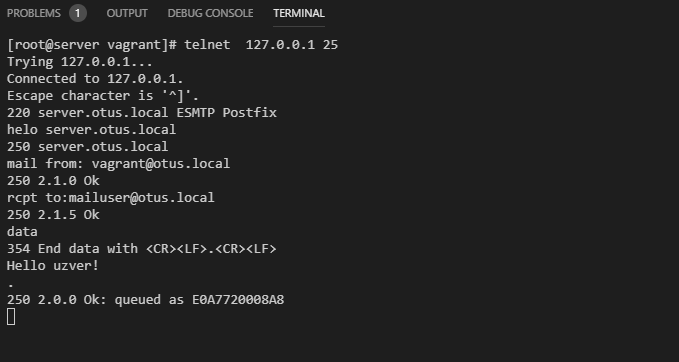 PROBLEMS 1 OUTPUT DEBUG CONSOLE TERMINAL
[root@server vagrant]# telnet  127.0.0.1 25
Trying 127.0.0.1...
Connected to 127.0.0.1.
Escape character is '^]'.
220 server.otus.local ESMTP Postfix
helo server.otus.local
250 server.otus.local
mail from: vagrant@otus.local
250 2.1.0 Ok
rcpt to:mailuser@otus.local
250 2.1.5 Ok
data
354 End data with <CR><LF>.<CR><LF>
Hello uzver!
.
250 2.0.0 Ok: queued as E0A7720008A8